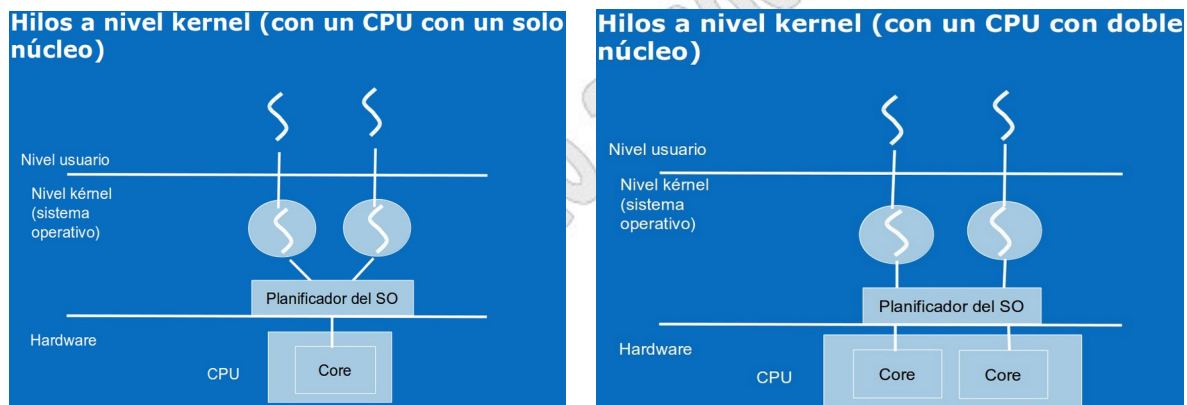 Hilos a nivel kernel (con un CPU con un solo
núcleo)
Nivel usuario
Nivel kérnel
(sistema
operativo)
Planificador del SO
Hardware
CPU
Core
Hilos a nivel kernel (con un CPU con doble
núcleo)
Nivel usuario
Nivel kérnel
(sistema
operativo)
Planificador del SO
Hardware
CPU
Core
Core